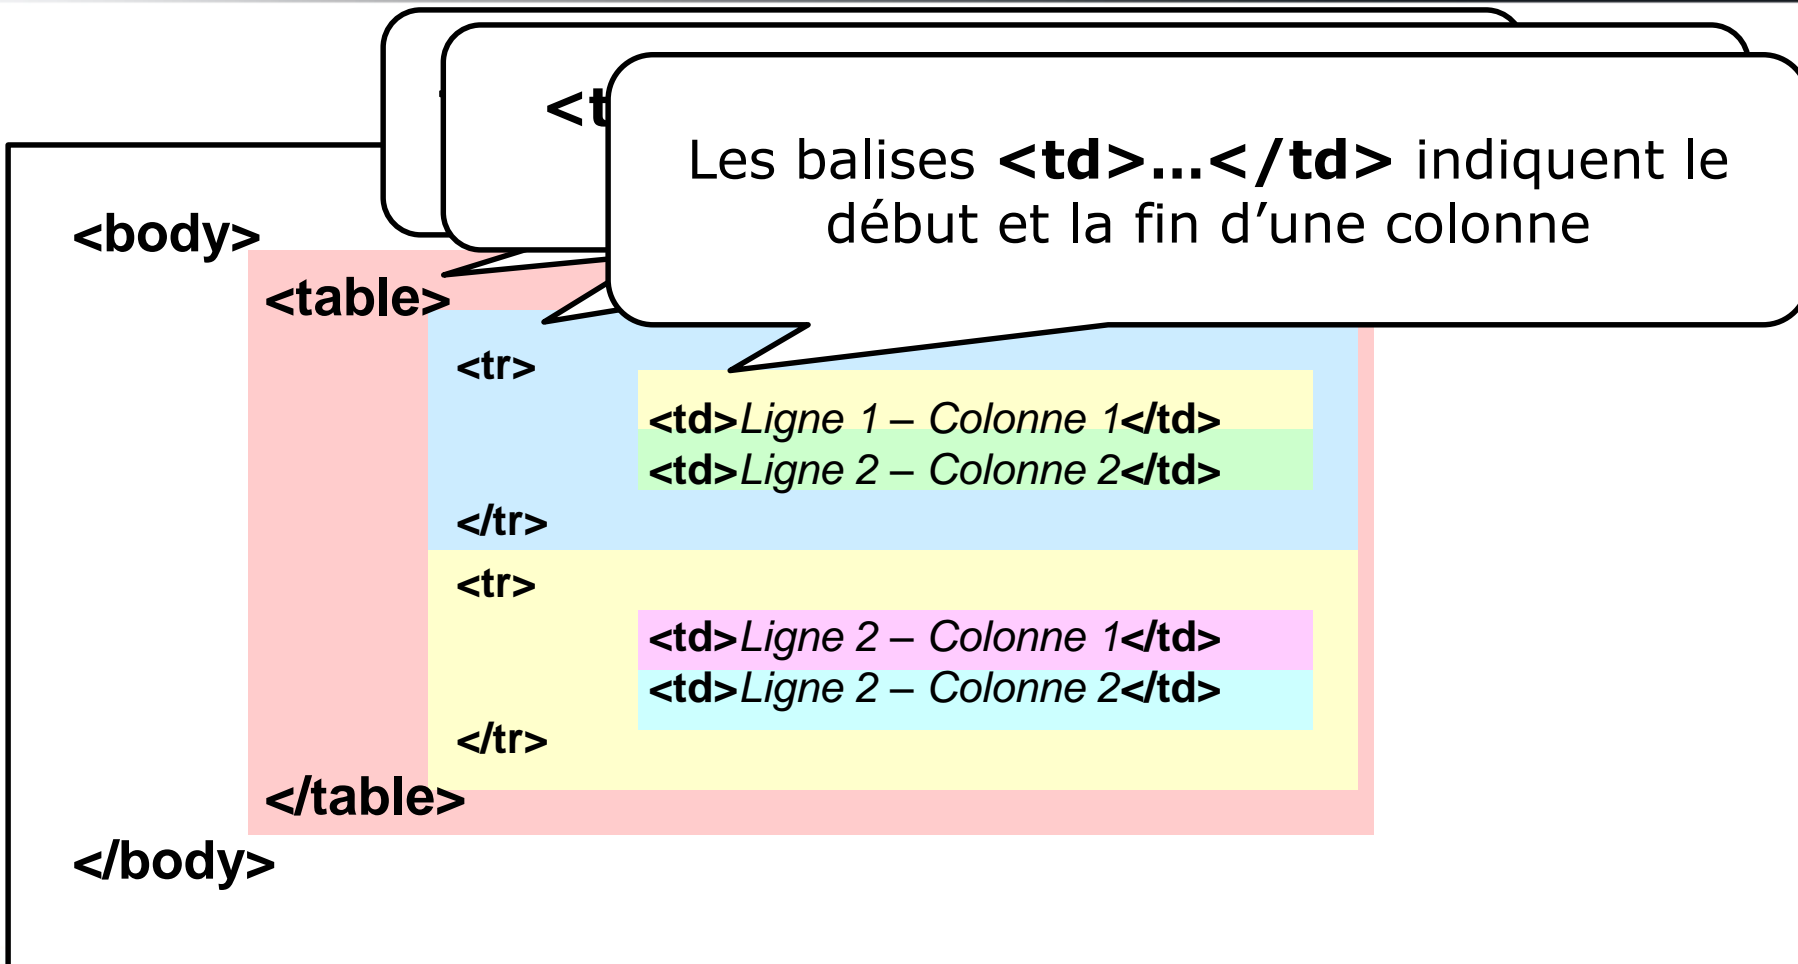 Les balises <td>…</td> indiquent le
début et la fin d’une colonne
<body>
<table>
<tr>
<td>Ligne 1 – Colonne 1</td>
<td>Ligne 2 – Colonne 2</td>
</tr>
<tr>
<td>Ligne 2 – Colonne 1</td>
<td>Ligne 2 – Colonne 2</td>
</tr>
</table>
</body>